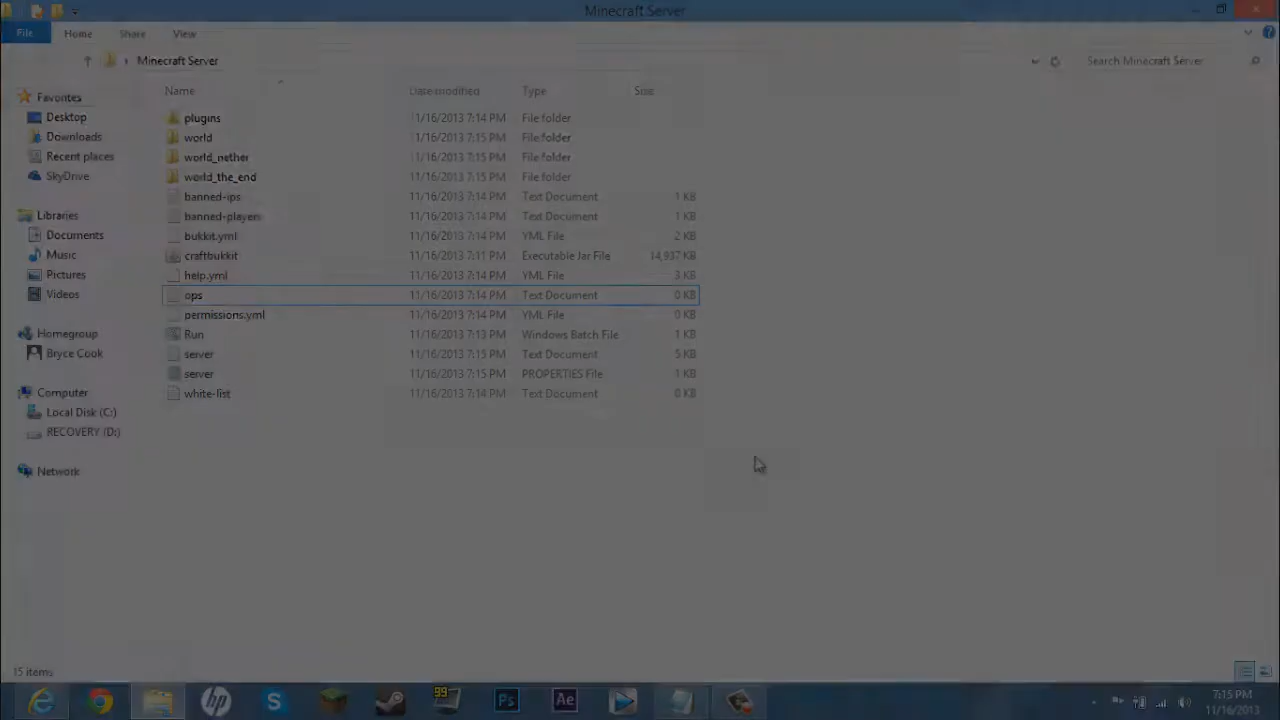 Minecraft Server
File Home Share View
Minecraft Server Search Minecraft Server
Name Date modified Type Size
Favorites
Desktop
Downloads
Recent places
SkyDrive
Libraries
Documents
Music
Pictures
Videos
Homegroup
Bryce Cook
Computer
Local Disk (C:)
RECOVERY (D:)
Network
plugins 11/16/2013 7:14 PM File folder
world 11/16/2013 7:15 PM File folder
world_nether 11/16/2013 7:15 PM File folder
world_the_end 11/16/2013 7:15 PM File folder
banned-ips 11/16/2013 7:14 PM Text Document 1 KB
banned-players 11/16/2013 7:14 PM Text Document 1 KB
bukkit.yml 11/16/2013 7:14 PM YML File 2 KB
craftbukkit 11/16/2013 7:11 PM Executable Jar File 14,937 KB
help.yml 11/16/2013 7:14 PM YML File 3 KB
ops 11/16/2013 7:14 PM Text Document 0 KB
permissions.yml 11/16/2013 7:14 PM YML File 0 KB
Run 11/16/2013 7:13 PM Windows Batch File 1 KB
server 11/16/2013 7:15 PM Text Document 5 KB
server 11/16/2013 7:15 PM PROPERTIES File 1 KB
white-list 11/16/2013 7:14 PM Text Document 0 KB
15 items
hp S 99 Ps Ae
7:15 PM
11/16/2013